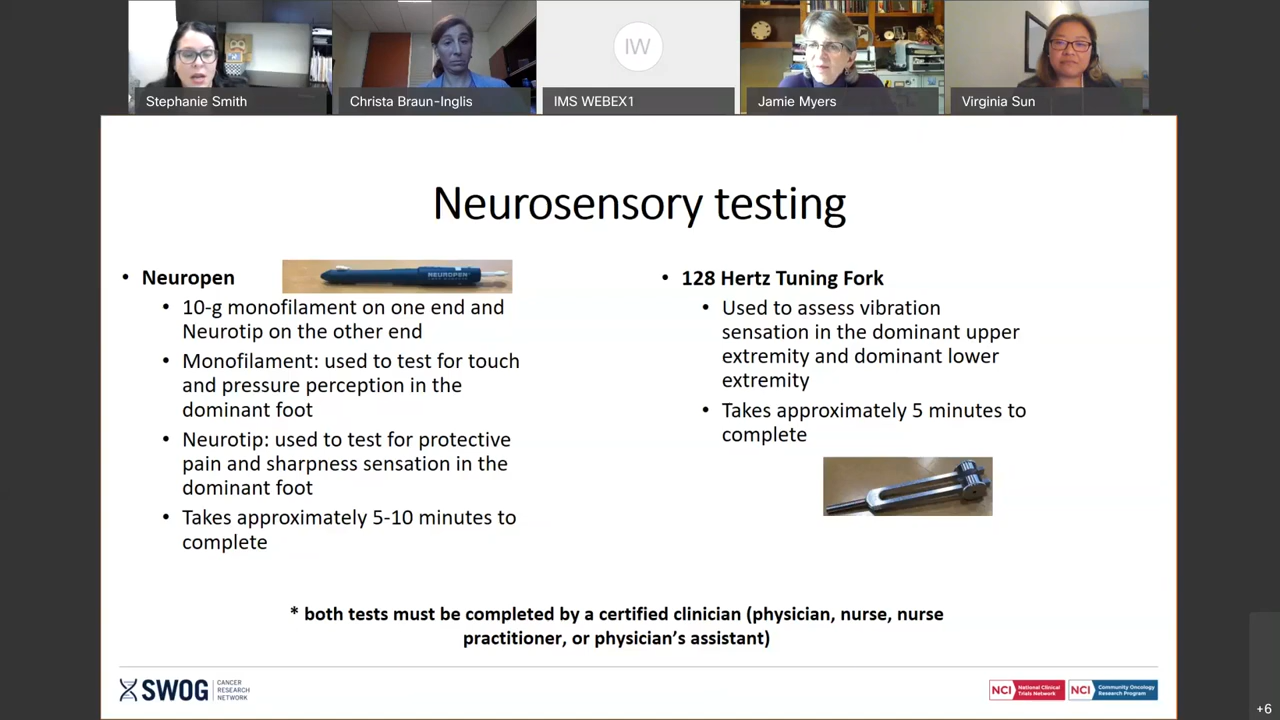 Stephanie Smith
Christa Braun-Inglis
IW
IMS WEBEX1
Jamie Myers
Virginia Sun
Neurosensory testing
• Neuropen
NEUROPEN
• 10-g monofilament on one end and
Neurotip on the other end
• Monofilament: used to test for touch
and pressure perception in the
dominant foot
• Neurotip: used to test for protective
pain and sharpness sensation in the
dominant foot
• Takes approximately 5-10 minutes to
complete
• 128 Hertz Tuning Fork
• Used to assess vibration
sensation in the dominant upper
extremity and dominant lower
extremity
• Takes approximately 5 minutes to
complete
* both tests must be completed by a certified clinician (physician, nurse, nurse
practitioner, or physician's assistant)
SWOG
CANCER
RESEARCH
NETWORK
NCI
National Clinical
Trials Network
NCI
Community Oncology
Research Program
+6